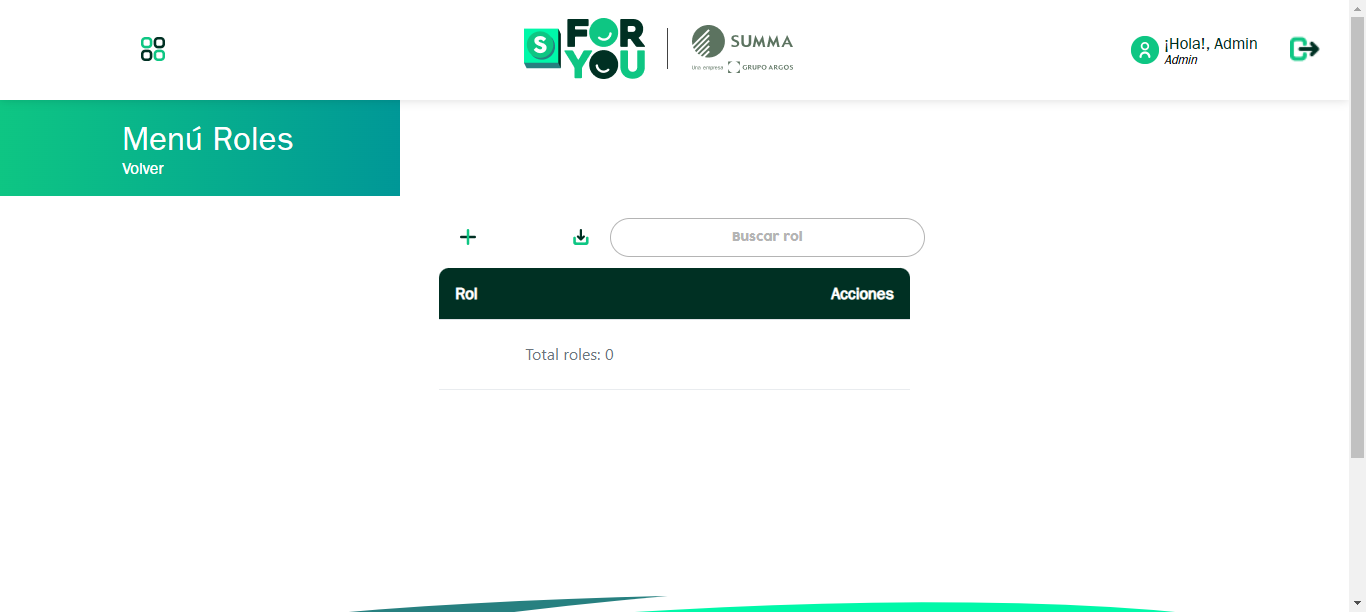 S FOR YOU
SUMMA
Una empresa GRUPO ARGOS
¡Hola!, Admin
Admin
Menú Roles
Volver
Buscar rol
Rol Acciones
Total roles: 0